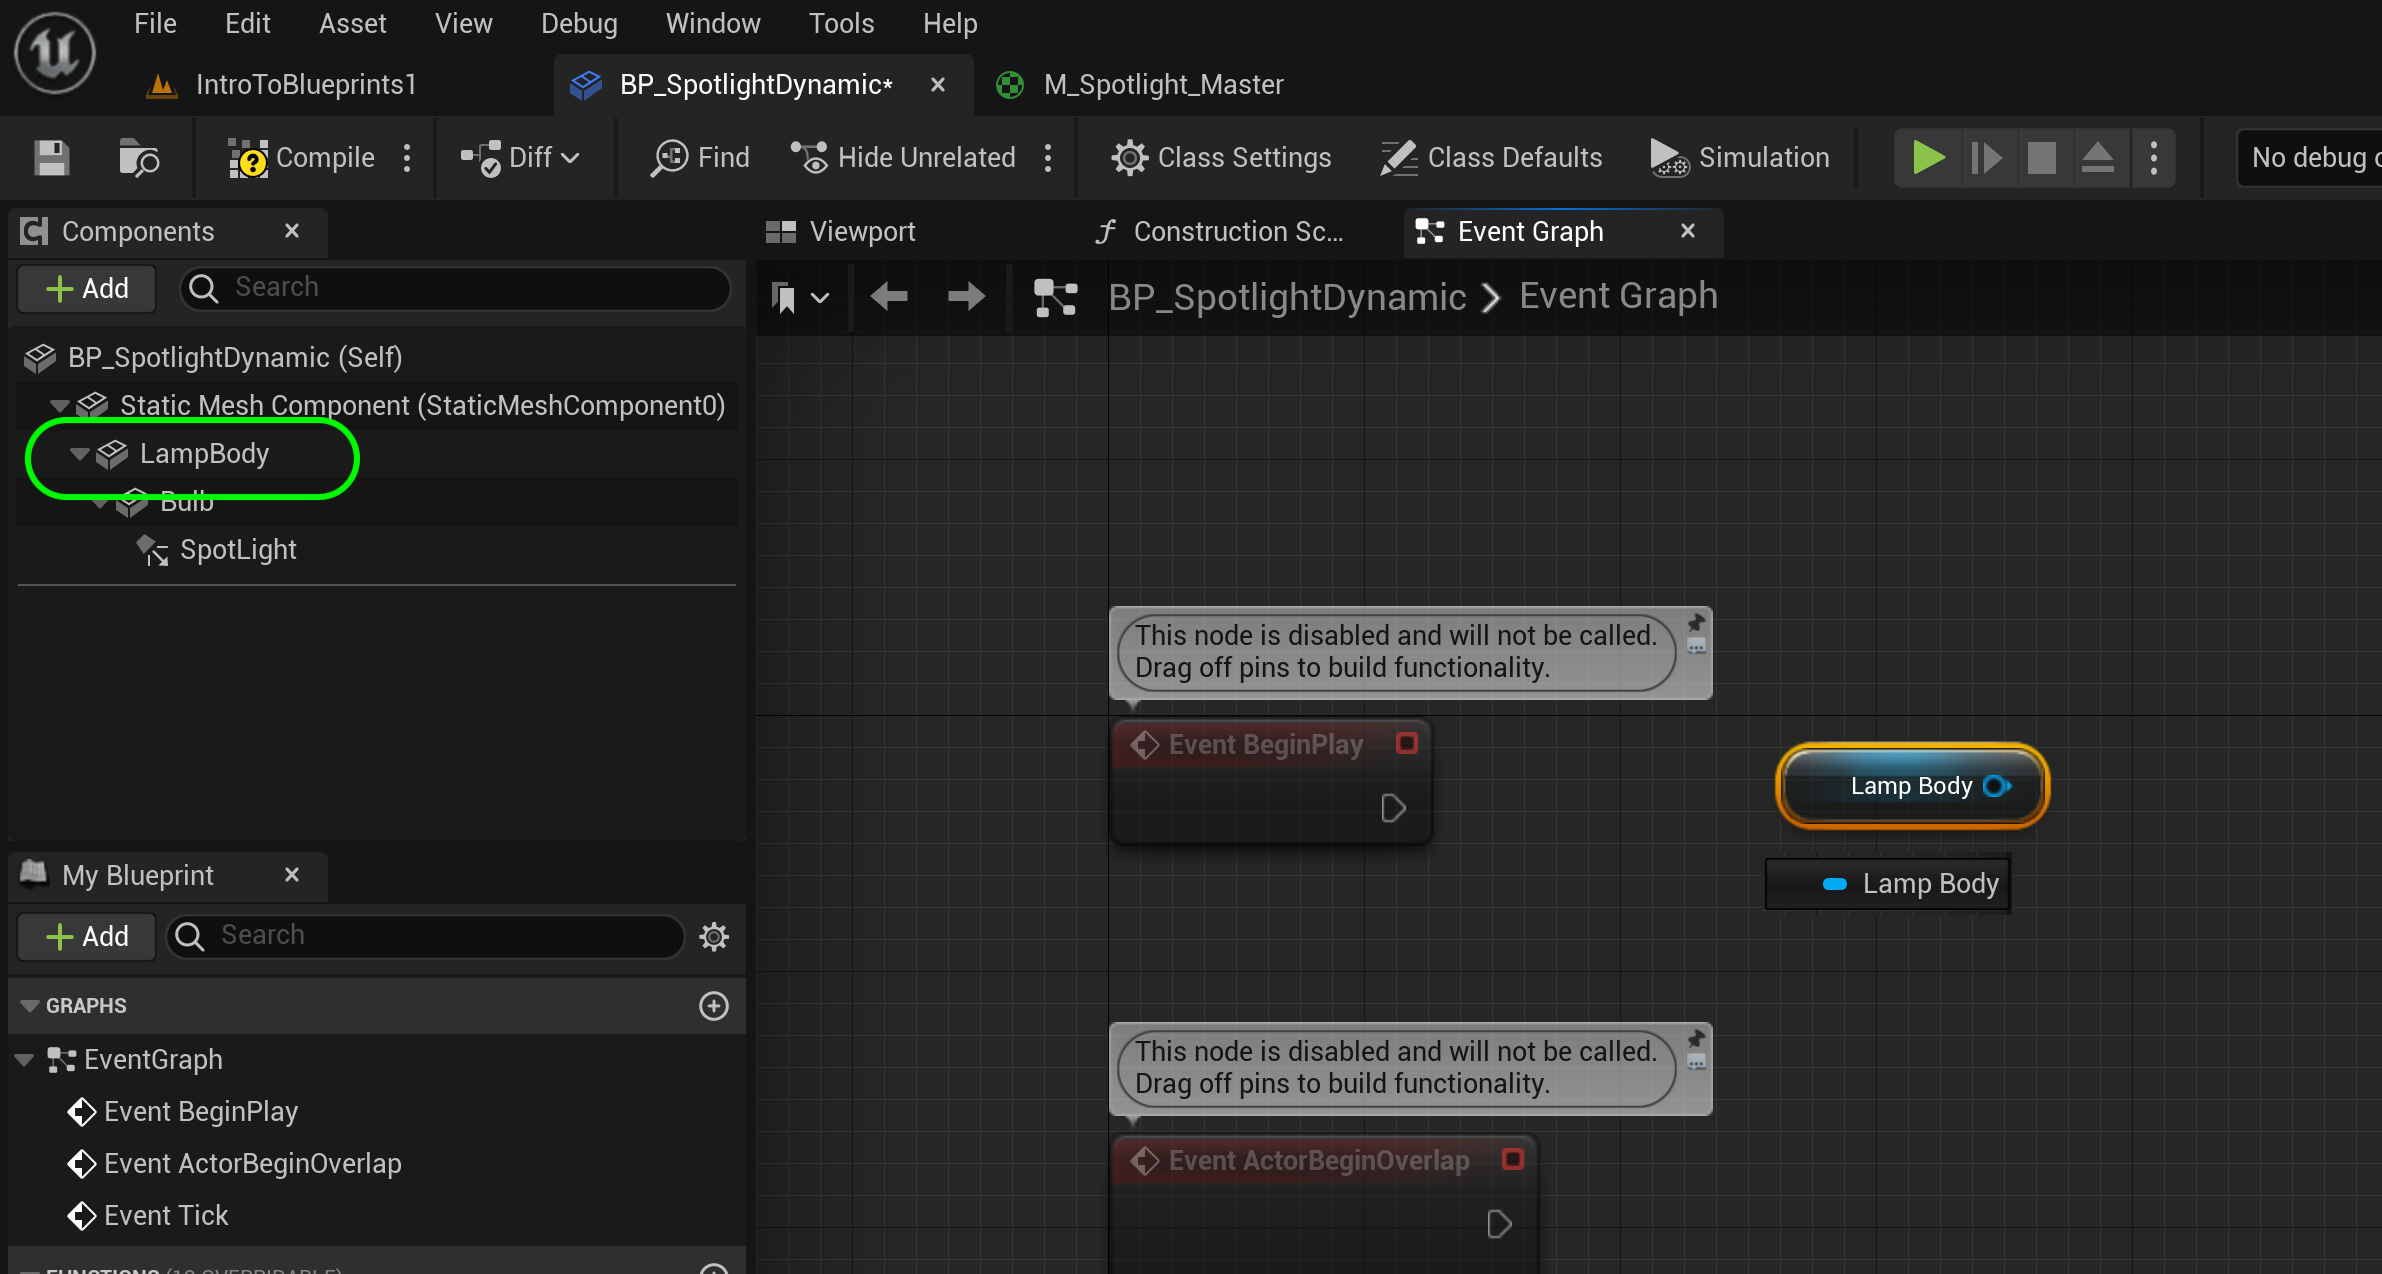 File Edit Asset View Debug Window Tools Help
IntroToBlueprints1 BP_SpotlightDynamic* M_Spotlight_Master
Compile Diff Find Hide Unrelated Class Settings Class Defaults Simulation No debug
Components
Viewport Construction Sc... Event Graph
Add Search
BP_SpotlightDynamic > Event Graph
BP_SpotlightDynamic (Self)
Static Mesh Component (StaticMeshComponent0)
LampBody
Bulb
SpotLight
This node is disabled and will not be called.
Drag off pins to build functionality.
Event BeginPlay
Lamp Body
Lamp Body
My Blueprint
Add Search
GRAPHS
EventGraph
Event BeginPlay
Event ActorBeginOverlap
Event Tick
This node is disabled and will not be called.
Drag off pins to build functionality.
Event ActorBeginOverlap